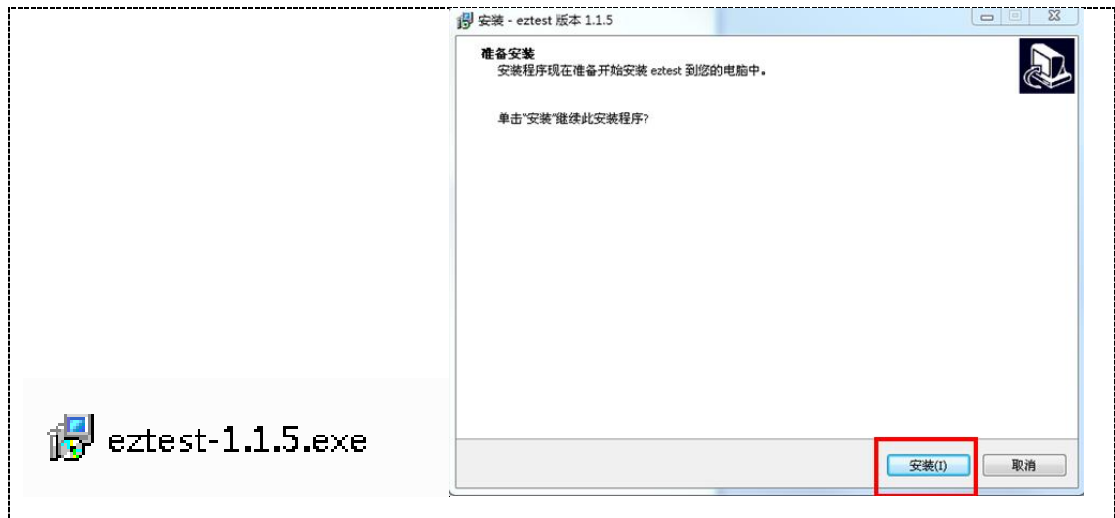 安装 - eztest 版本 1.1.5
准备安装
安装程序现在准备开始安装 eztest 到您的电脑中。
单击"安装"继续此安装程序?
eztest-1.1.5.exe
安装(I)
取消